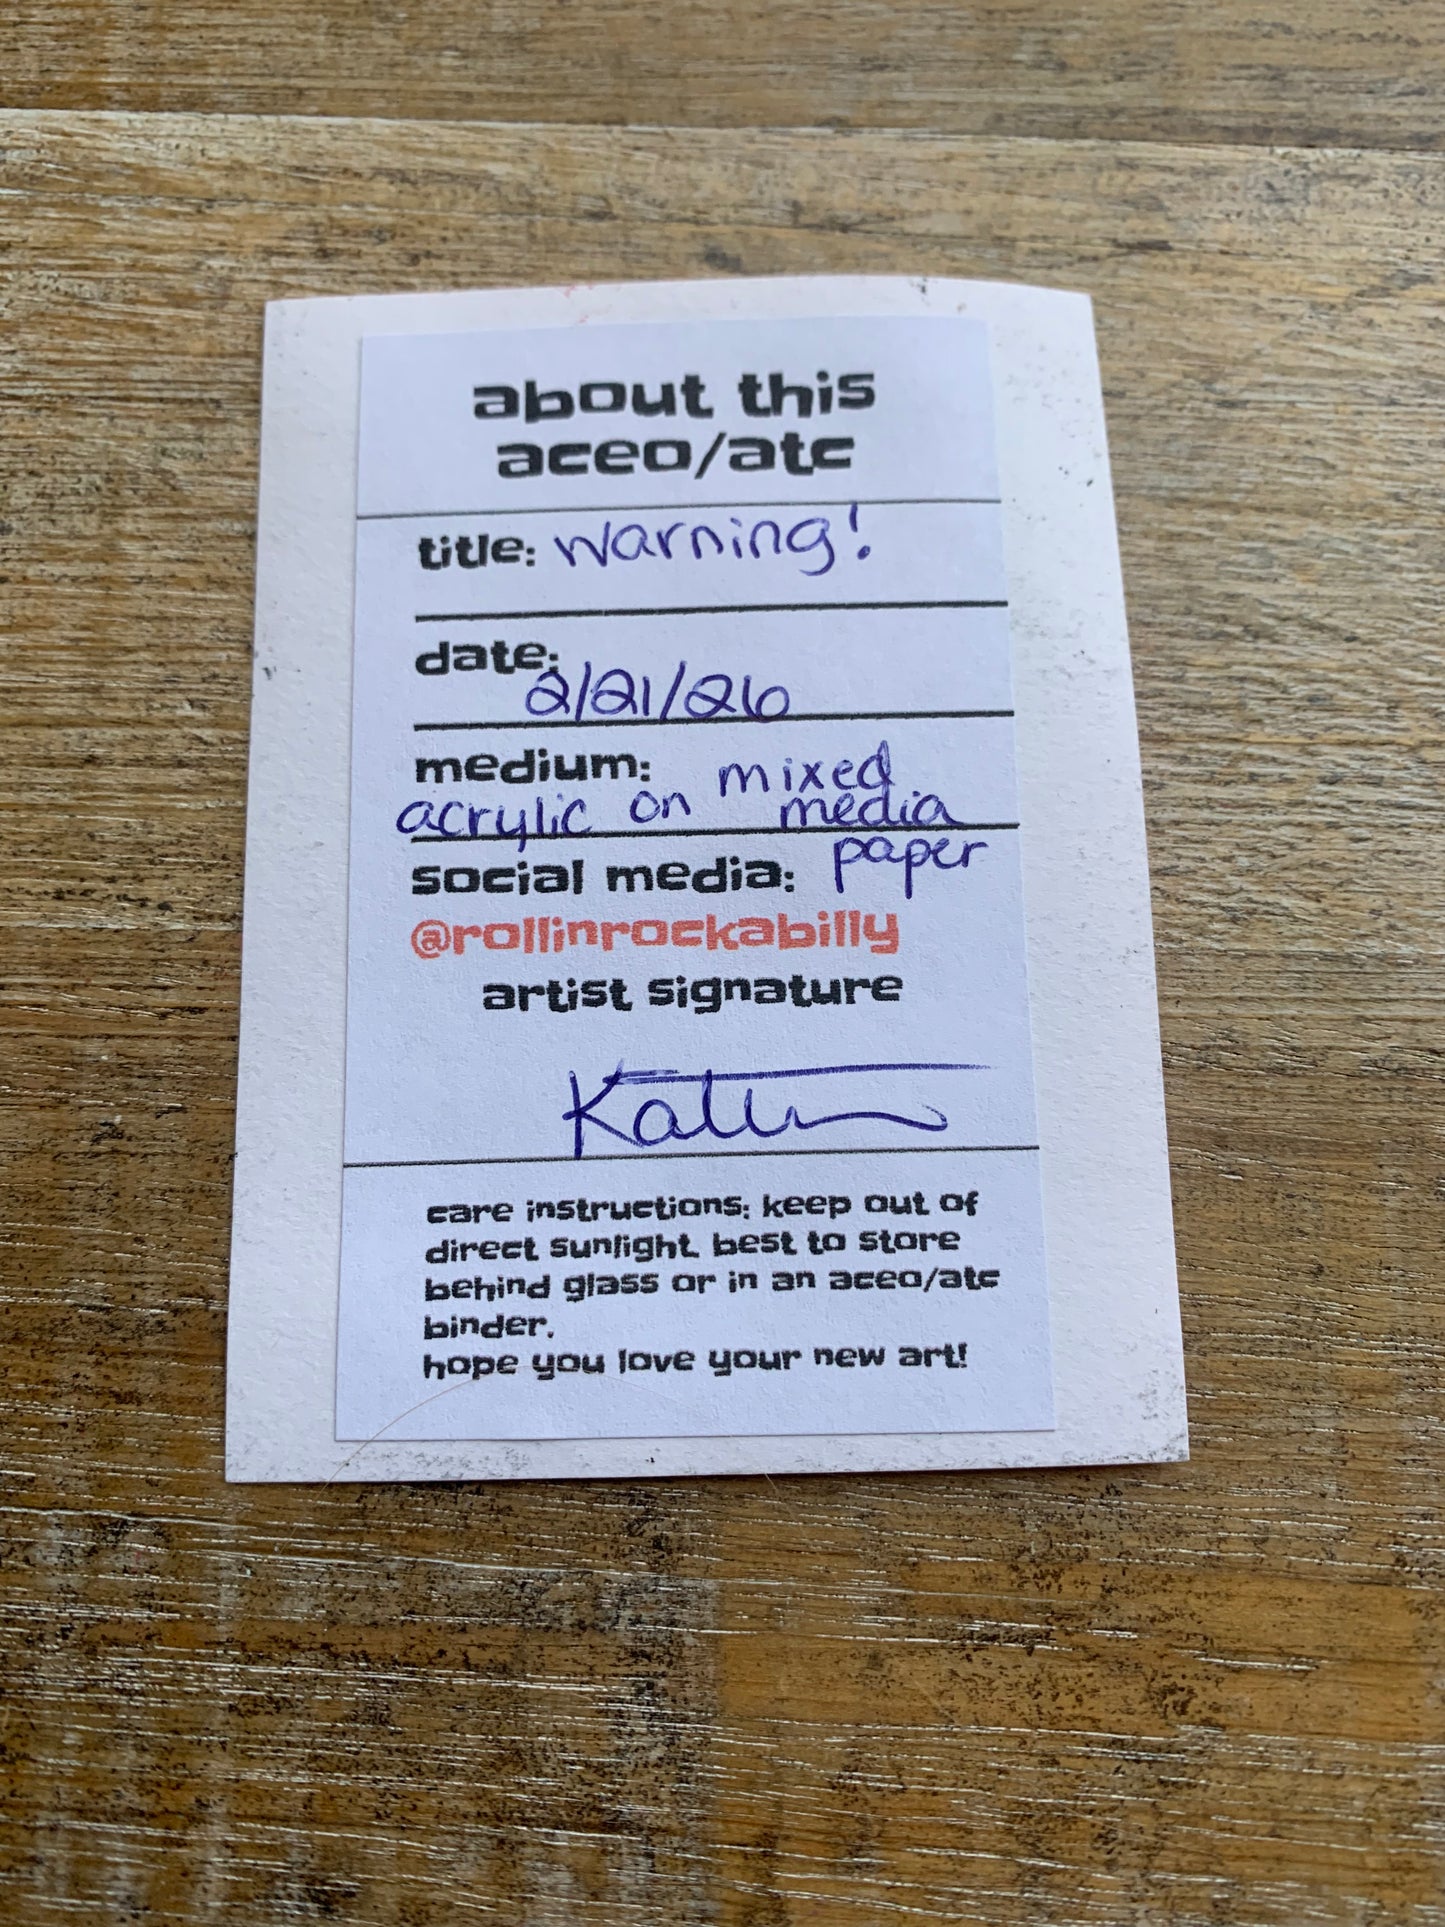 about this
aceo/atc
title: Warning!
date:
2/21/26
medium: mixed
acrylic on media
paper
social media:
@rollinrockabilly
artist signature
care instructions: keep out of
direct sunlight. best to store
behind glass or in an aceo/atc
binder.
hope you love your new art!